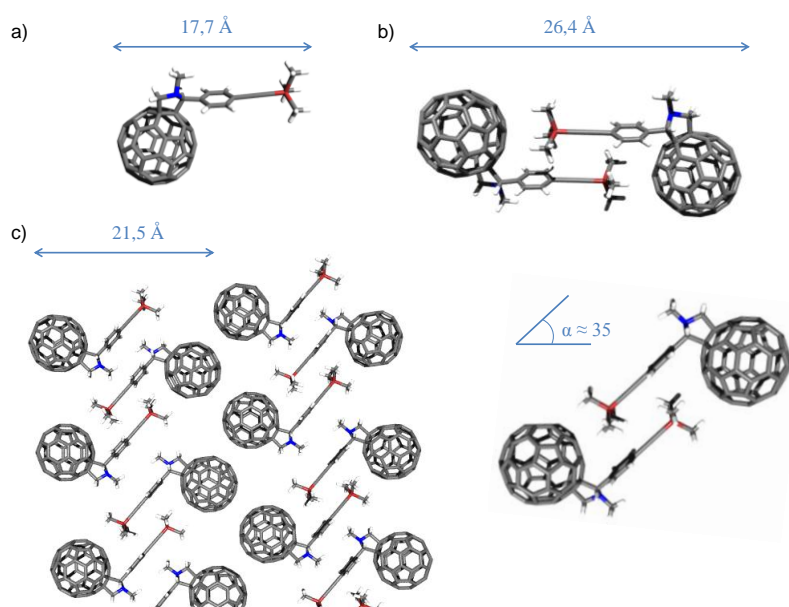 a)
17,7 Å
b)
26,4 Å
c)
21,5 Å
α ≈ 35